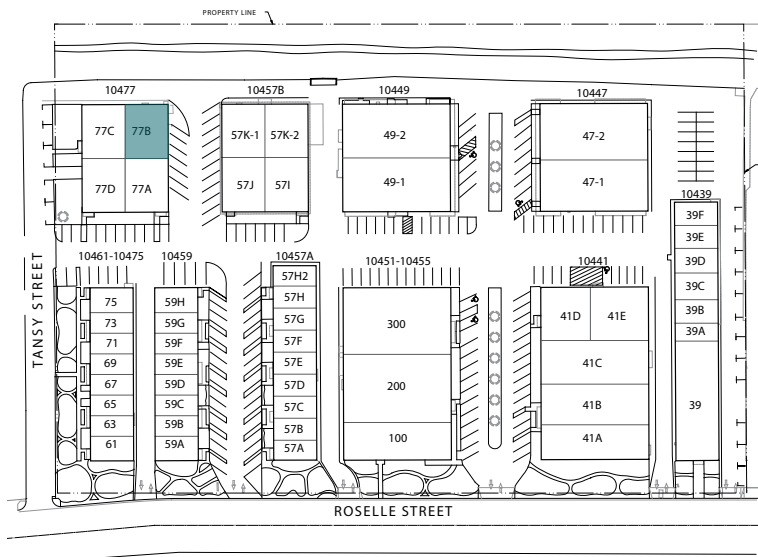 PROPERTY LINE
10477
10457B
10449
10447
77C
77B
57K-1
57K-2
49-2
47-2
77D
77A
57J
57I
49-1
47-1
10439
39F
39E
39D
39C
39B
39A
39
TANSY STREET
10461-10475
10459
10457A
10451-10455
10441
75
73
71
69
67
65
63
61
59H
59G
59F
59E
59D
59C
59B
59A
57H2
57H
57G
57F
57E
57D
57C
57B
57A
300
200
100
41D
41E
41C
41B
41A
ROSELLE STREET